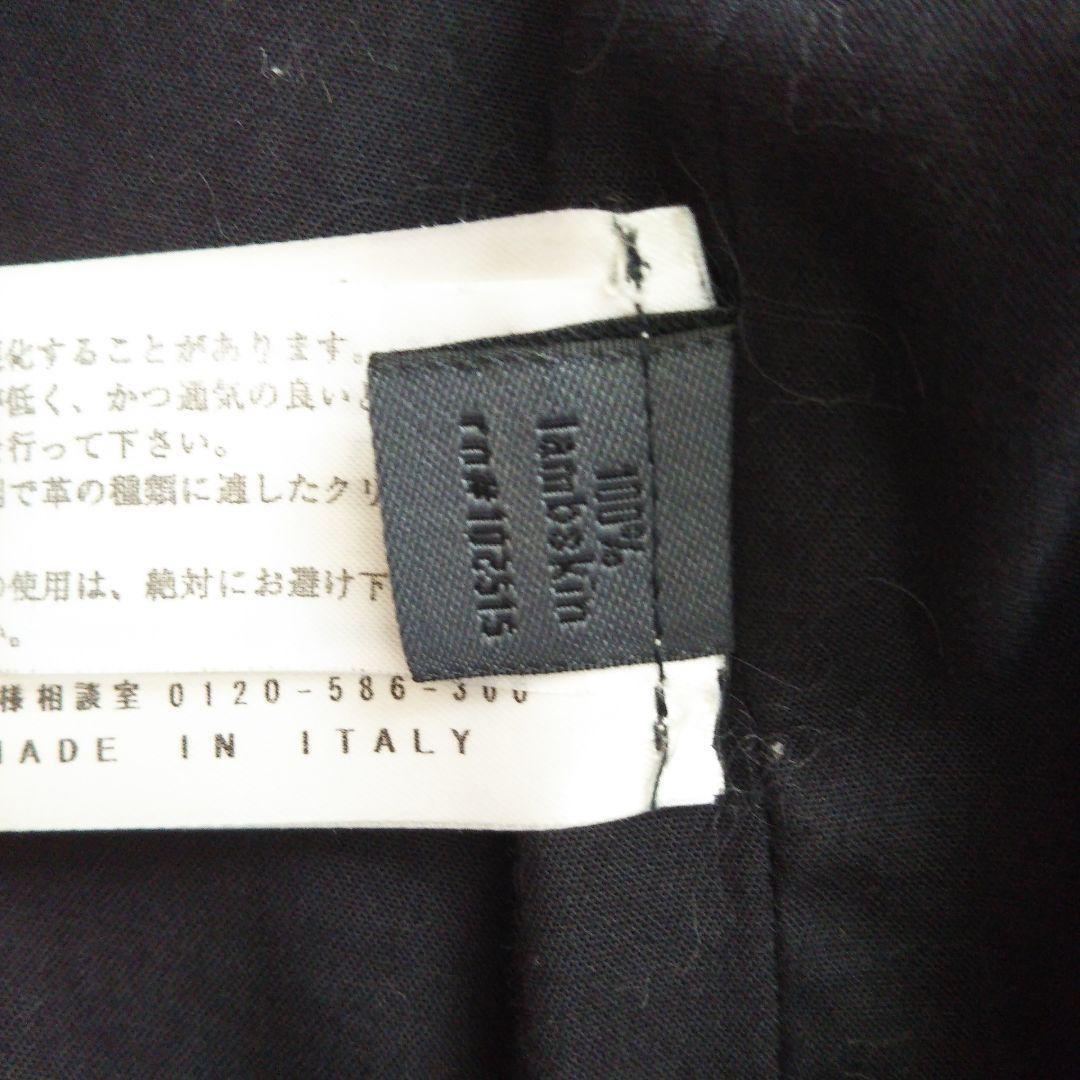 化することがあります。
低く、かつ通気の良い
行って下さい。
で革の種類に適したクリ
使用は、絶対にお避け下
い。
様相談室 0120-586-300
MADE IN ITALY
100%
lambskin
rn#102515